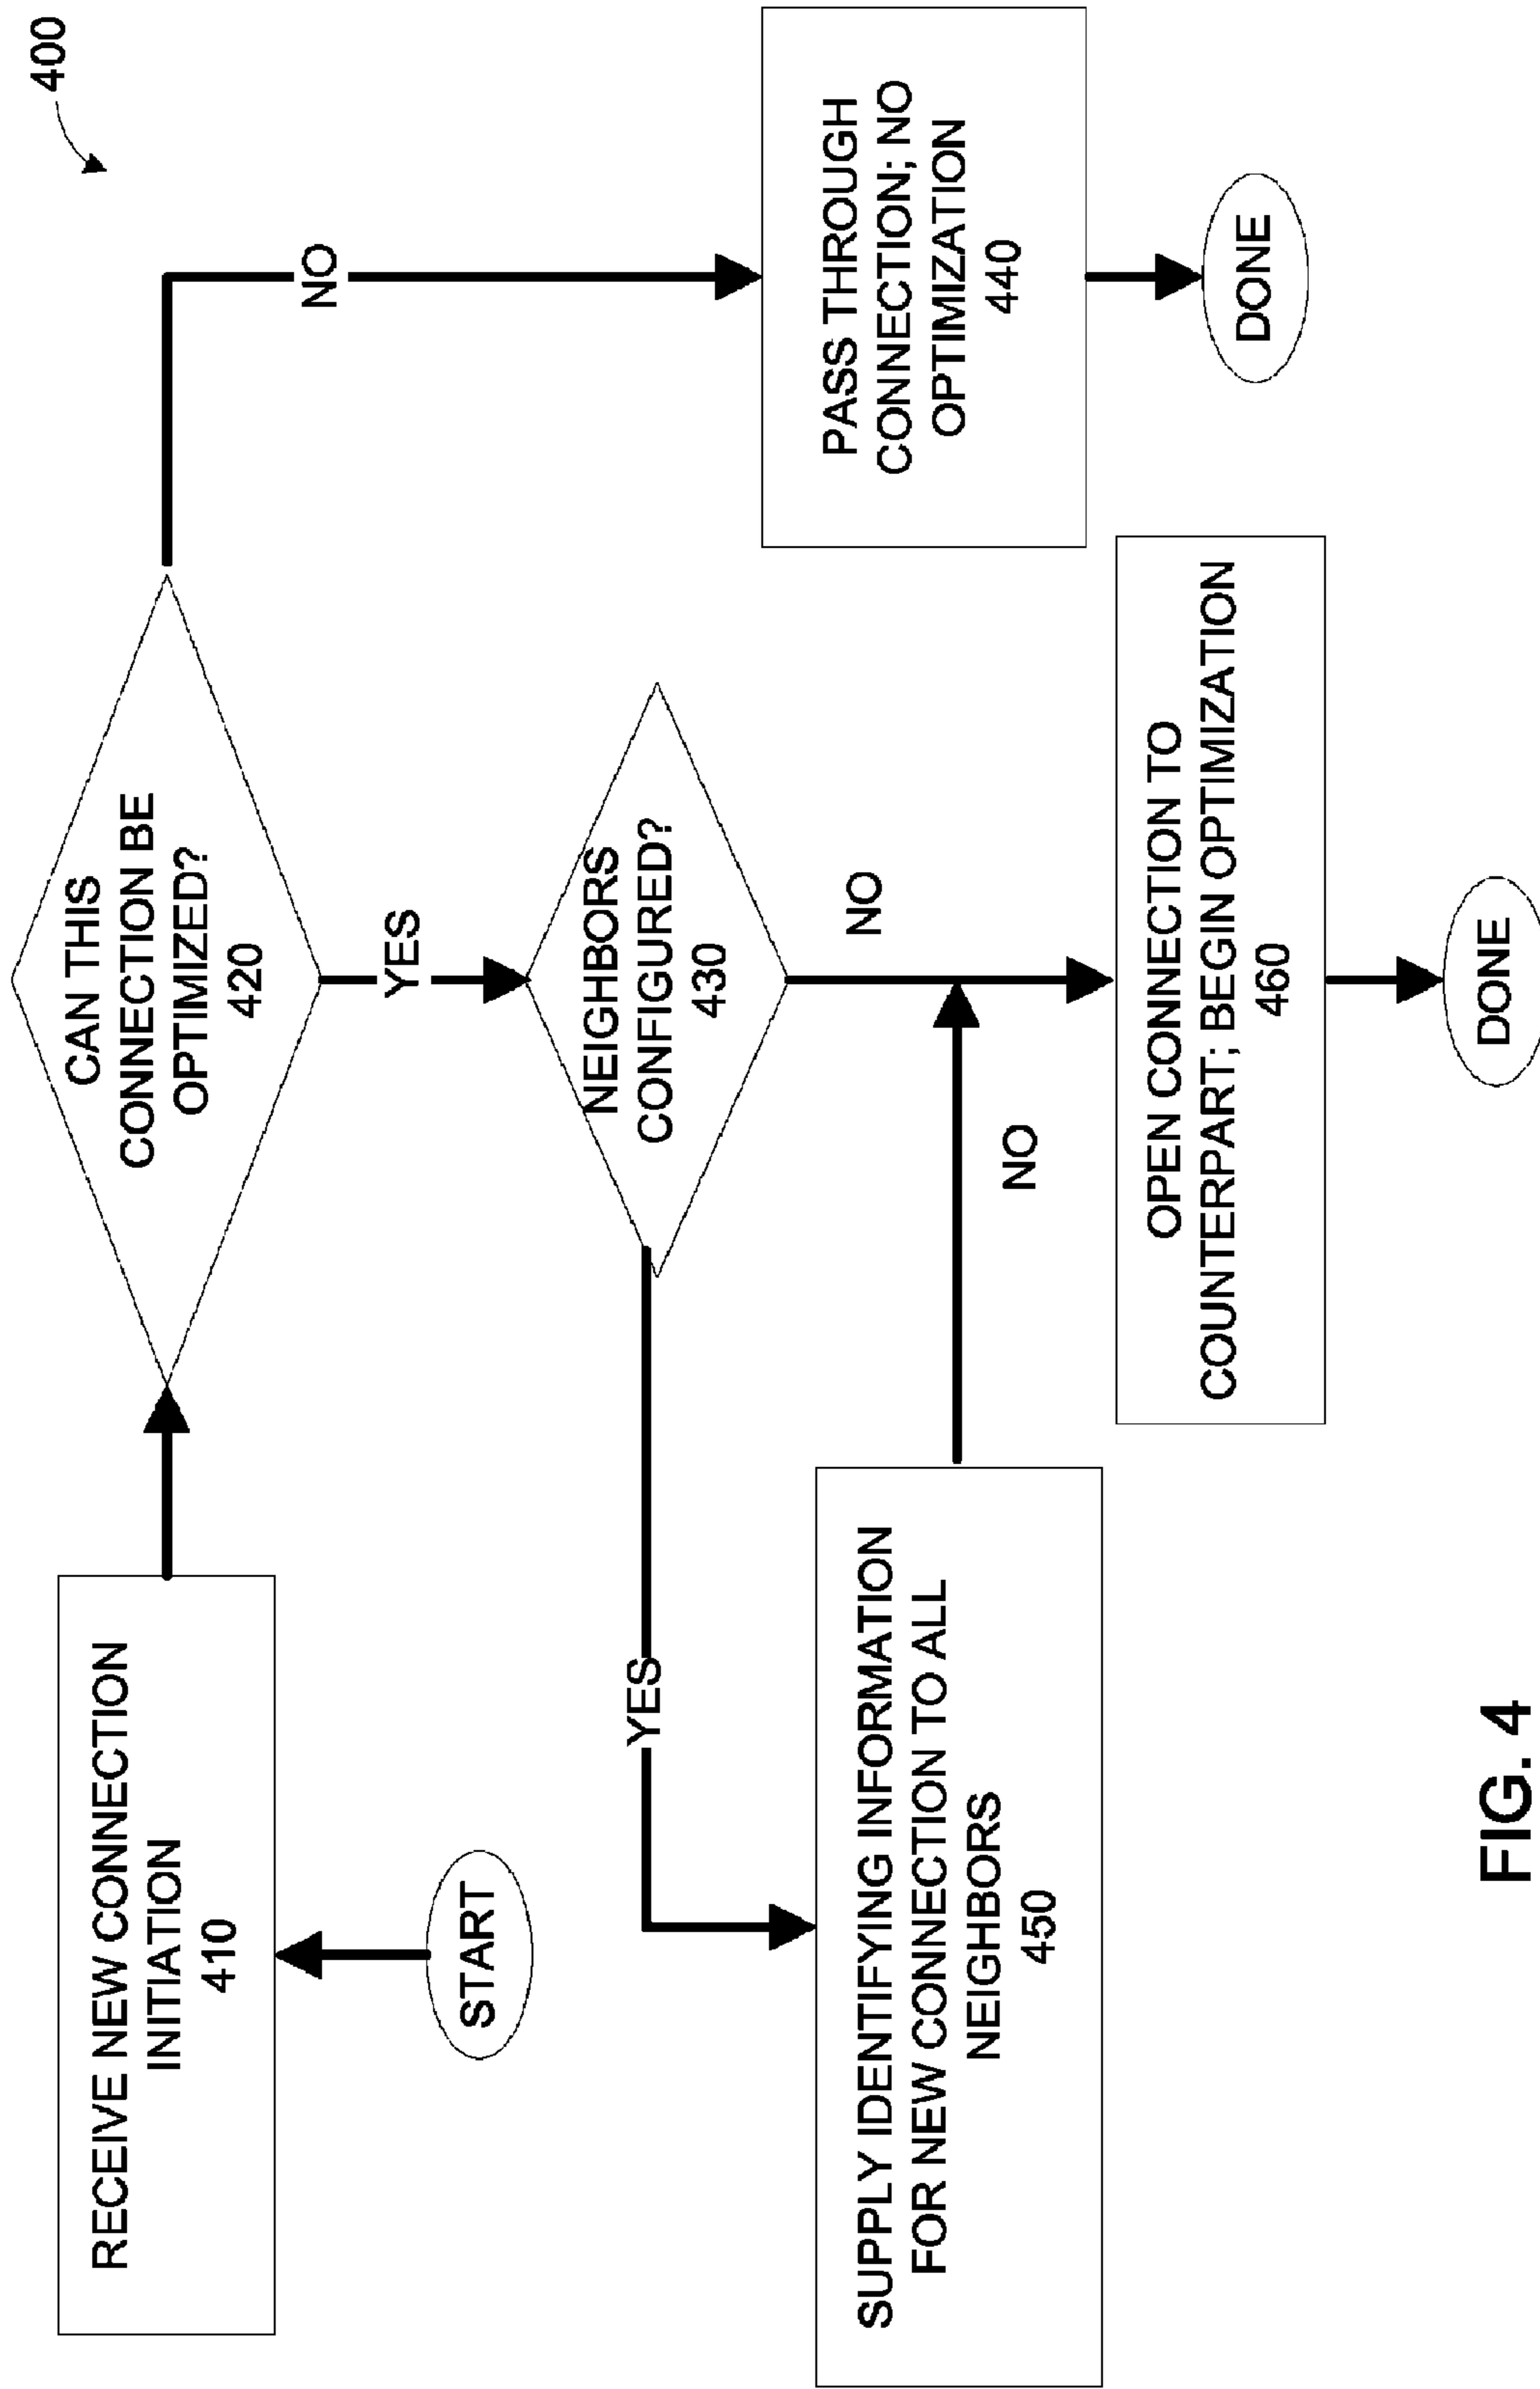 400
RECEIVE NEW CONNECTION
INITIATION
410
START
CAN THIS
CONNECTION BE
OPTIMIZED?
420
NO
YES
NEIGHBORS
CONFIGURED?
430
YES
NO
PASS THROUGH
CONNECTION; NO
OPTIMIZATION
440
DONE
SUPPLY IDENTIFYING INFORMATION
FOR NEW CONNECTION TO ALL
NEIGHBORS
450
NO
OPEN CONNECTION TO
COUNTERPART; BEGIN OPTIMIZATION
460
DONE
FIG. 4